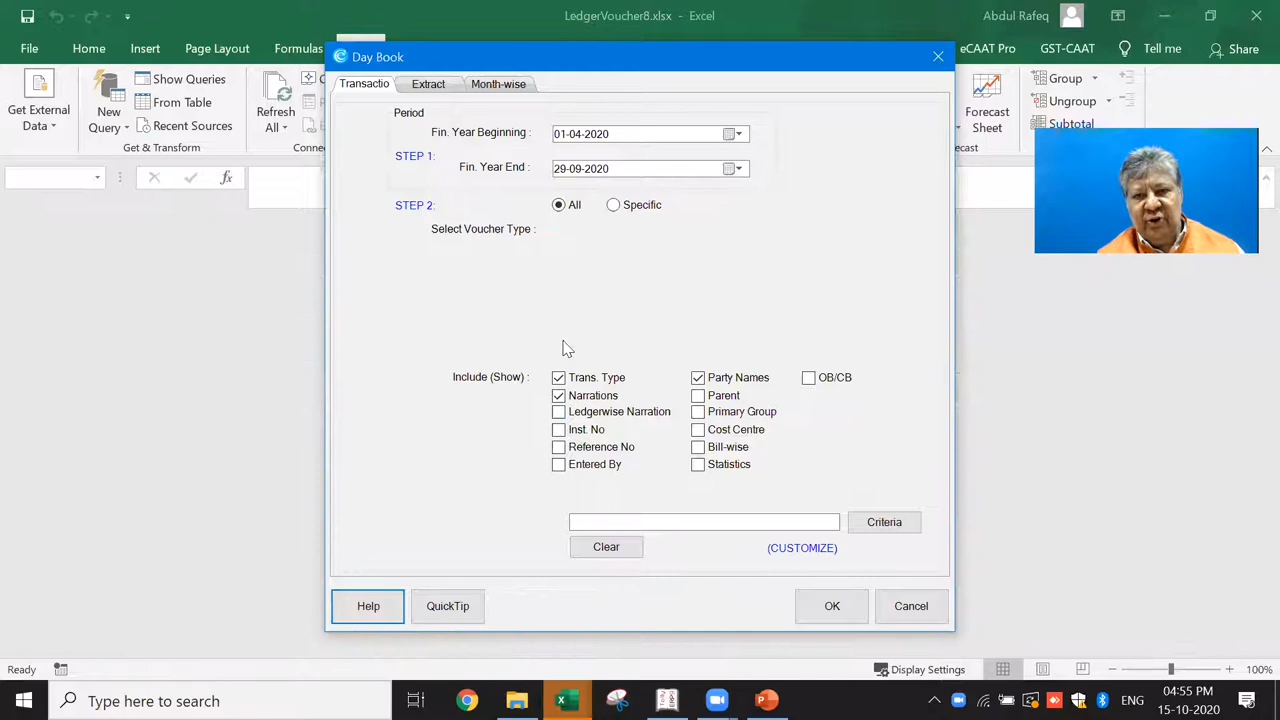 LedgerVoucher8.xlsx - Excel
Abdul Rafeq
File Home Insert Page Layout Formulas eCAAT Pro GST-CAAT Tell me Share
Get External Data
New Query
Show Queries
From Table
Recent Sources
Refresh All
Forecast Sheet
Group
Ungroup
Subtotal
Get & Transform
fx
Day Book
Transactio Extract Month-wise
Period
Fin. Year Beginning : 01-04-2020
STEP 1:
Fin. Year End : 29-09-2020
STEP 2: All Specific
Select Voucher Type :
Include (Show) : Trans. Type Party Names OB/CB
Narrations Parent
Ledgerwise Narration Primary Group
Inst. No Cost Centre
Reference No Bill-wise
Entered By Statistics
Criteria
Clear (CUSTOMIZE)
Help QuickTip OK Cancel
Ready Display Settings 100%
Type here to search
ENG
04:55 PM
15-10-2020